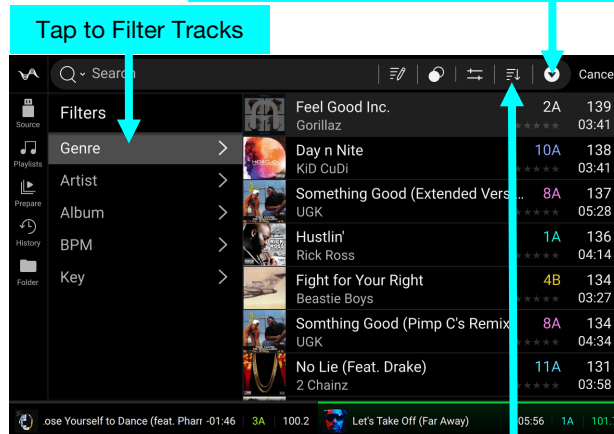 Tap to Filter Tracks
Search
Cance
Source
Playlists
Prepare
History
Folder
Filters
Genre
Artist
Album
BPM
Key
Feel Good Inc. 2A 139
Gorillaz 03:41
Day n Nite 10A 138
KiD CuDi 03:41
Something Good (Extended Vers... 8A 137
UGK 05:28
Hustlin' 1A 136
Rick Ross 04:14
Fight for Your Right 4B 134
Beastie Boys 03:27
Somthing Good (Pimp C's Remix 8A 134
UGK 04:34
No Lie (Feat. Drake) 11A 131
2 Chainz 03:58
ose Yourself to Dance (feat. Pharr -01:46 3A 100.2 Let's Take Off (Far Away) 05:56 1A 101.